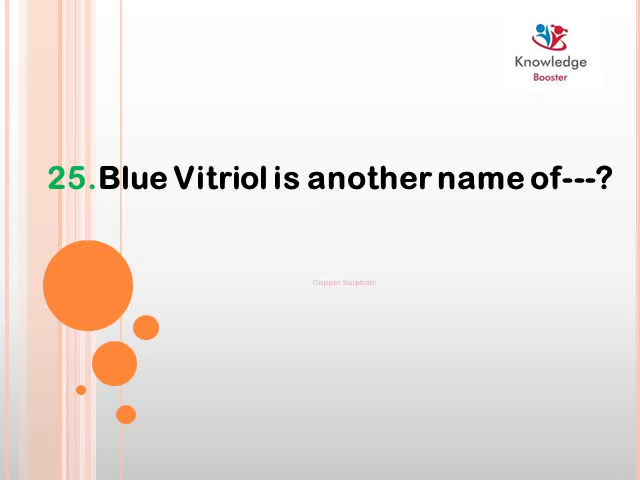 Knowledge
Booster
25.Blue Vitriol is another name of---?
Copper Sulphate